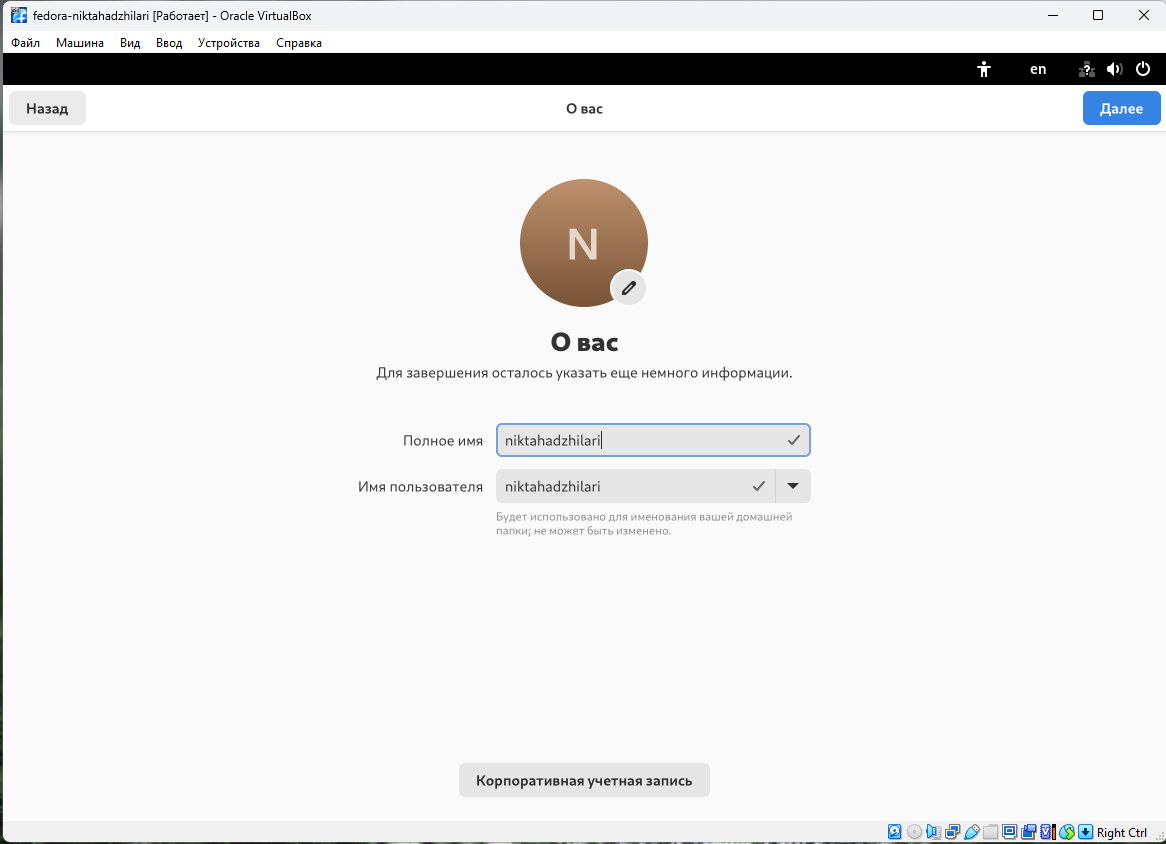 fedora-niktahadzhilari [Работает] - Oracle VirtualBox
Файл Машина Вид Ввод Устройства Справка
en
Назад О вас Далее
N
О вас
Для завершения осталось указать еще немного информации.
Полное имя niktahadzhilari
Имя пользователя niktahadzhilari
Будет использовано для именования вашей домашней
папки; не может быть изменено.
Корпоративная учетная запись
Right Ctrl